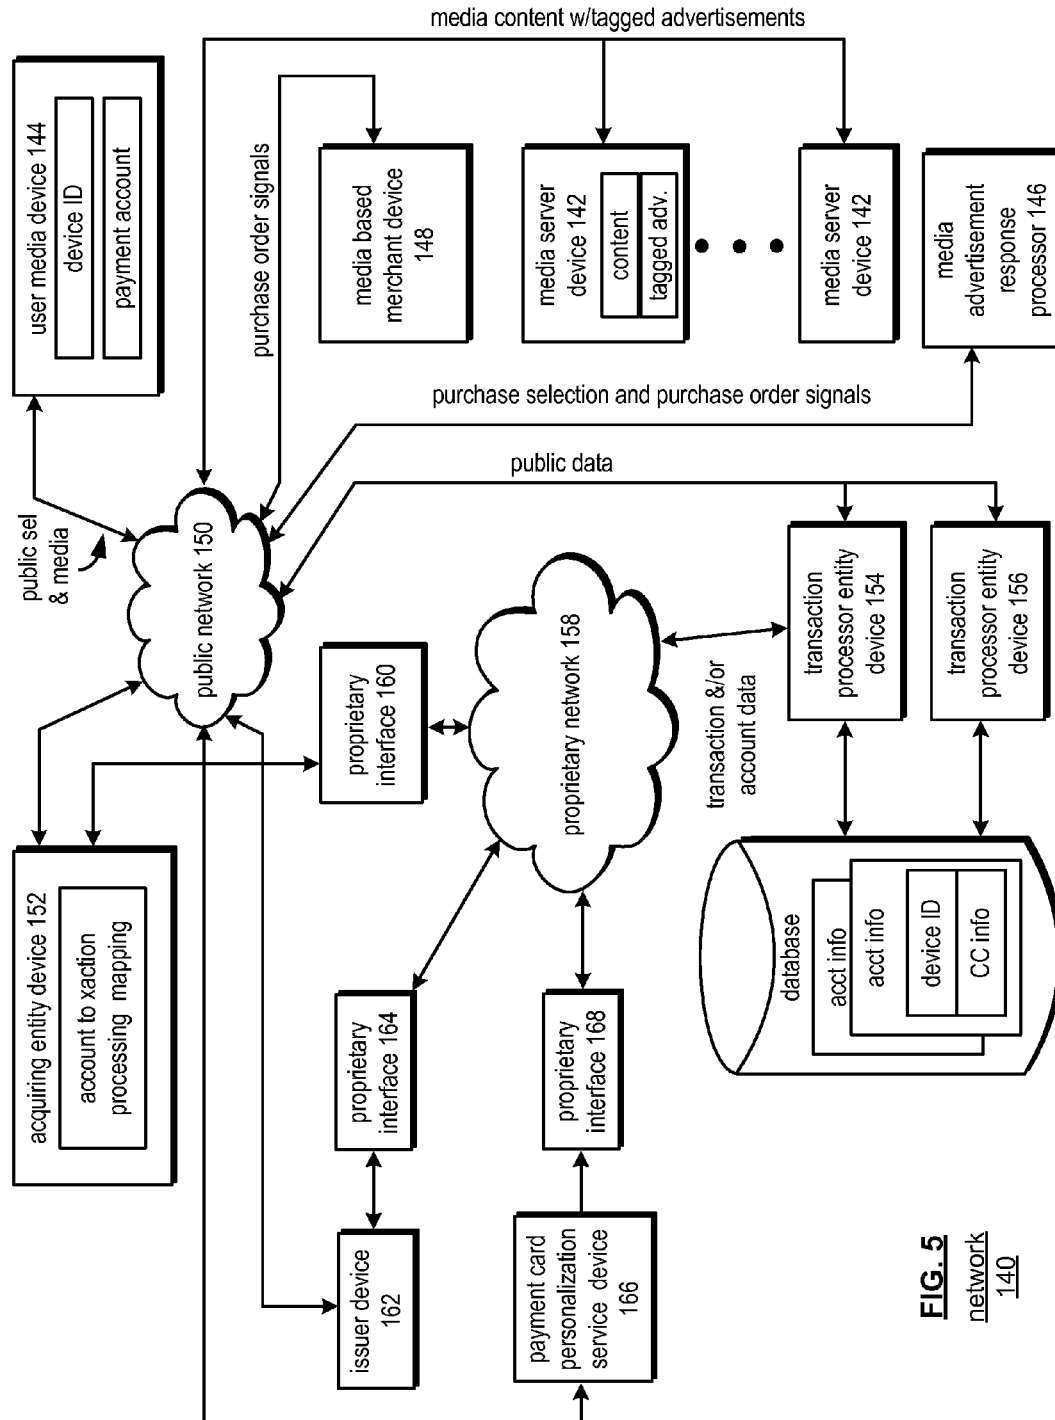 media content w/tagged advertisements
user media device 144
device ID
payment account
purchase order signals
media based
merchant device
148
media server
device 142
content
tagged adv.
media server
device 142
media
advertisement
response
processor 146
purchase selection and purchase order signals
public data
public sel
& media
public network 150
transaction
processor entity
device 154
transaction
processor entity
device 156
proprietary
interface 160
proprietary network 158
transaction &/or
account data
acquiring entity device 152
account to xaction
processing mapping
proprietary
interface 164
proprietary
interface 168
database
acct info
acct info
device ID
CC info
issuer device
162
payment card
personalization
service device
166
FIG. 5
network
140